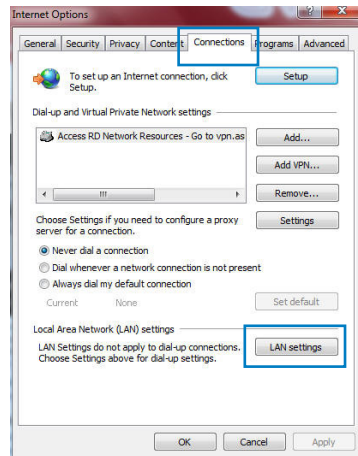 Internet Options
General Security Privacy Content Connections Programs Advanced
To set up an Internet connection, click Setup.
Setup
Dial-up and Virtual Private Network settings
Access RD Network Resources - Go to vpn.as
Add...
Add VPN...
Remove...
Choose Settings if you need to configure a proxy
server for a connection.
Settings
Never dial a connection
Dial whenever a network connection is not present
Always dial my default connection
Current None
Set default
Local Area Network (LAN) settings
LAN Settings do not apply to dial-up connections.
Choose Settings above for dial-up settings.
LAN settings
OK Cancel Apply